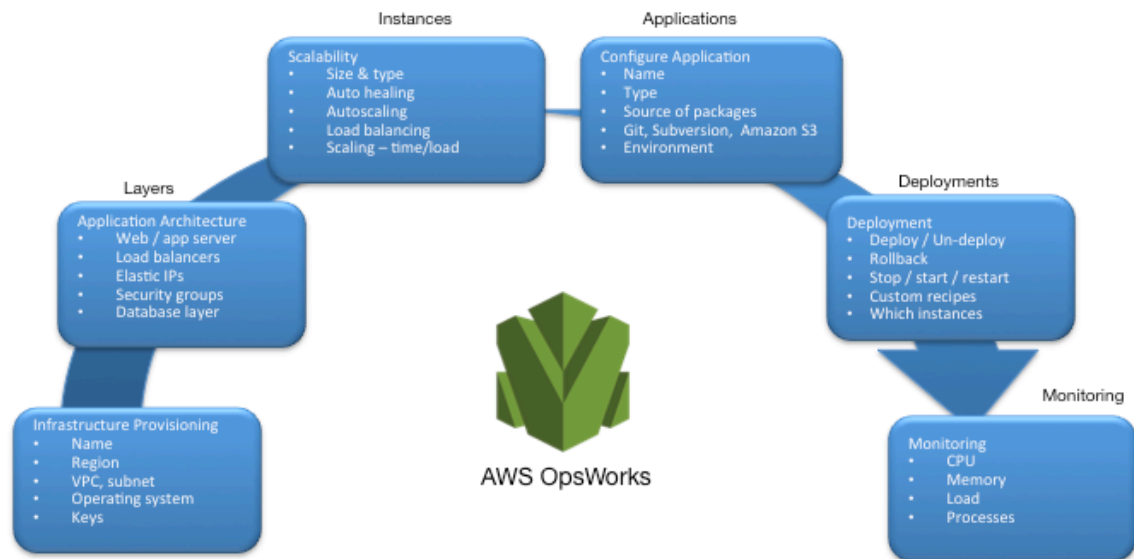 Instances
Scalability
• Size & type
• Auto healing
• Autoscaling
• Load balancing
• Scaling – time/load
Applications
Configure Application
• Name
• Type
• Source of packages
• Git, Subversion, Amazon S3
• Environment
Layers
Application Architecture
• Web / app server
• Load balancers
• Elastic IPs
• Security groups
• Database layer
Deployments
Deployment
• Deploy / Un-deploy
• Rollback
• Stop / start / restart
• Custom recipes
• Which instances
Infrastructure Provisioning
• Name
• Region
• VPC, subnet
• Operating system
• Keys
AWS OpsWorks
Monitoring
Monitoring
• CPU
• Memory
• Load
• Processes